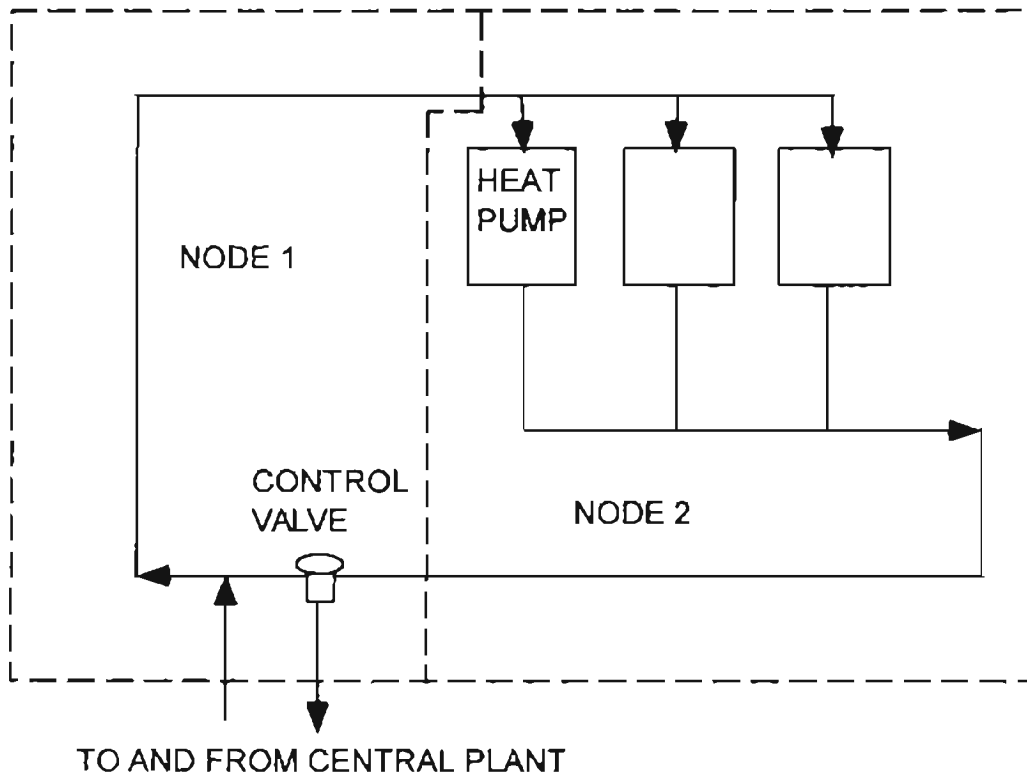 HEAT
PUMP
NODE 1
CONTROL
VALVE
NODE 2
TO AND FROM CENTRAL PLANT